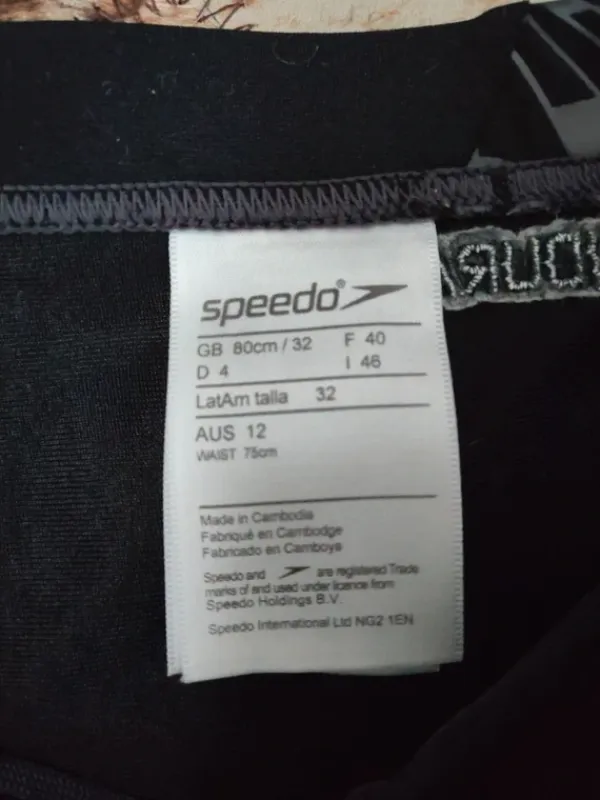 speedo®
GB 80cm / 32 F 40
D 4 I 46
LatAm talla 32
AUS 12
WAIST 75cm
Made in Cambodia
Fabriqué en Cambodge
Fabricado en Camboya
Speedo and are registered Trade
marks of and used under licence from
Speedo Holdings B.V.
Speedo International Ltd NG2 1EN